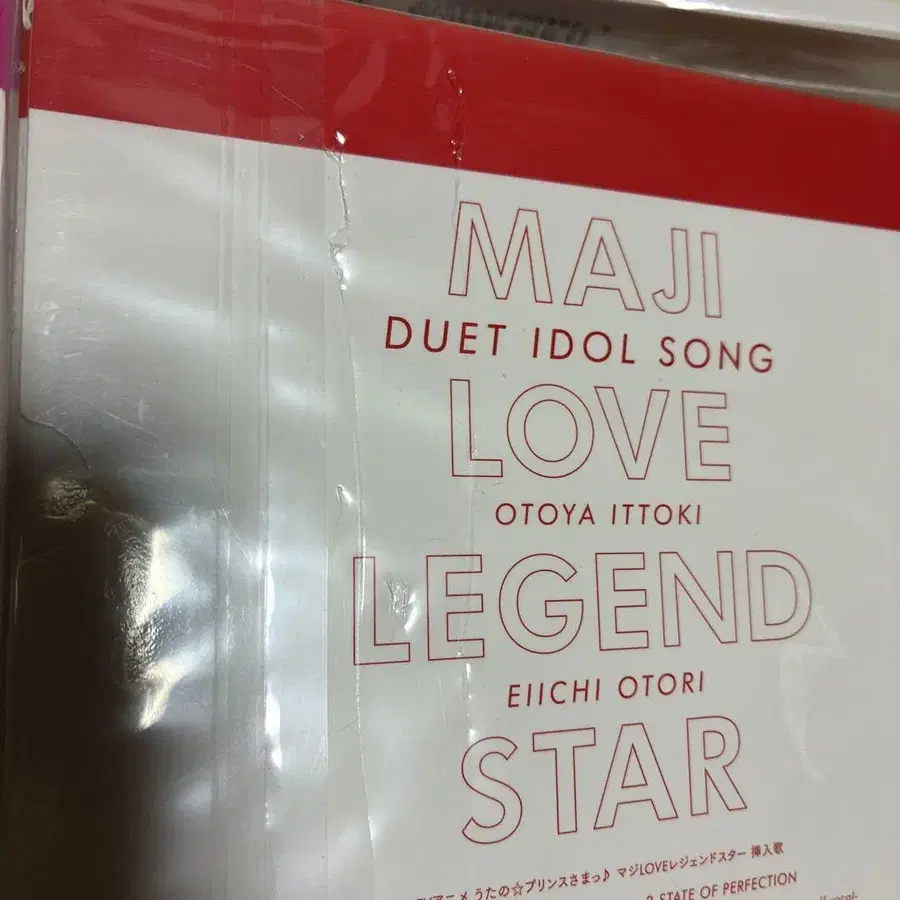 MAJI
DUET IDOL SONG
LOVE
OTOYA ITTOKI
LEGEND
EIICHI OTORI
STAR
アニメ うたの☆プリンスさまっ♪ マジLOVEレジェンドスター 挿入歌
STATE OF PERFECTION